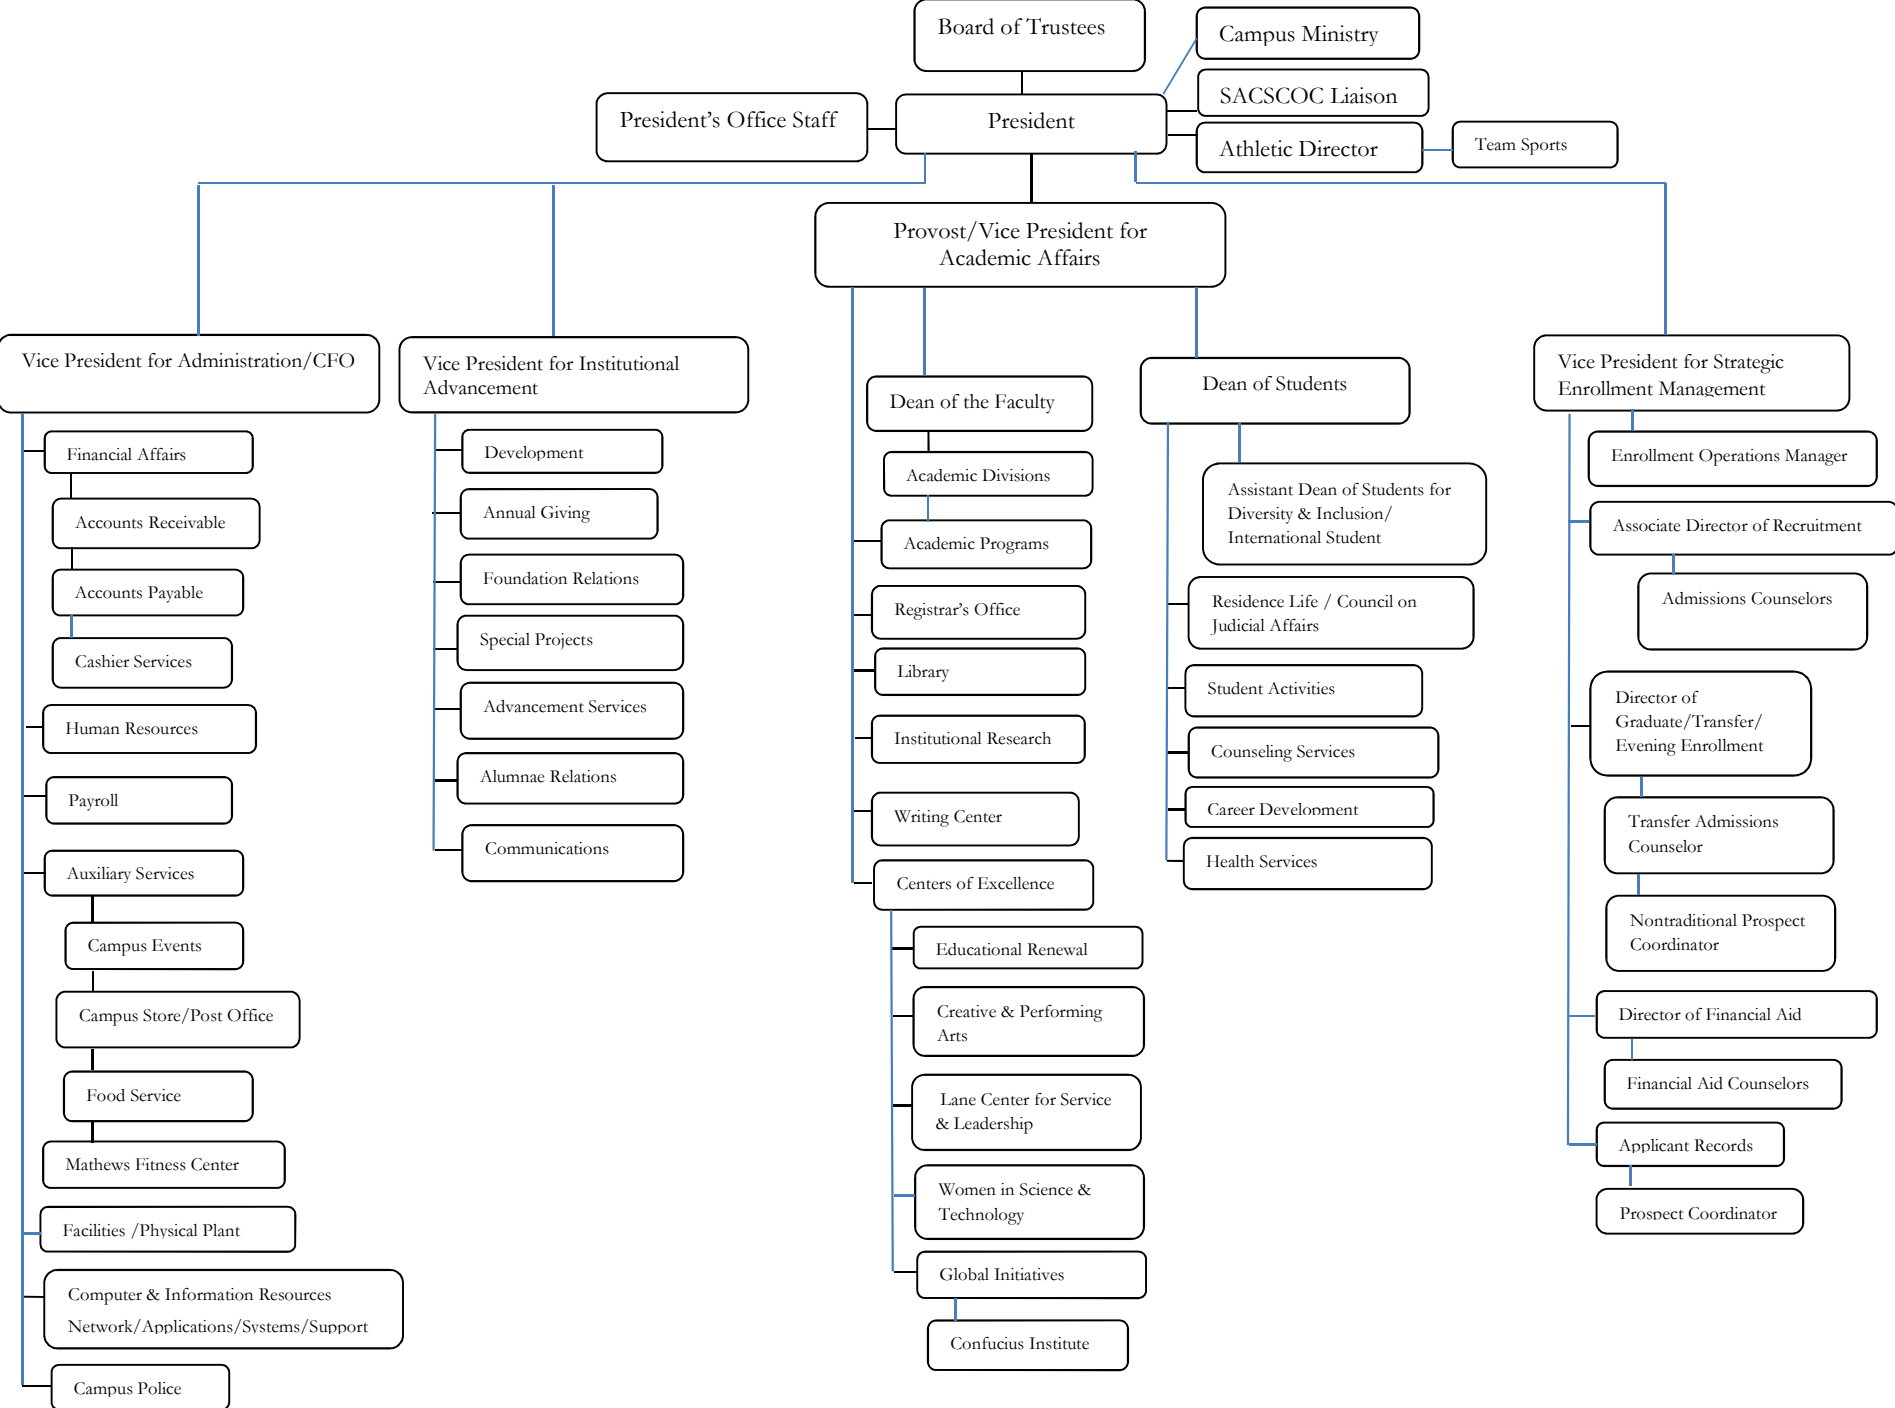 Board of Trustees
Campus Ministry
SACSCOC Liaison
President’s Office Staff
President
Athletic Director
Team Sports
Provost/Vice President for
Academic Affairs
Vice President for Administration/CFO
Financial Affairs
Accounts Receivable
Accounts Payable
Cashier Services
Human Resources
Payroll
Auxiliary Services
Campus Events
Campus Store/Post Office
Food Service
Mathews Fitness Center
Facilities /Physical Plant
Computer & Information Resources
Network/Applications/Systems/Support
Campus Police
Vice President for Institutional
Advancement
Development
Annual Giving
Foundation Relations
Special Projects
Advancement Services
Alumnae Relations
Communications
Dean of the Faculty
Academic Divisions
Academic Programs
Registrar’s Office
Library
Institutional Research
Writing Center
Centers of Excellence
Educational Renewal
Creative & Performing
Arts
Lane Center for Service
& Leadership
Women in Science &
Technology
Global Initiatives
Confucius Institute
Dean of Students
Assistant Dean of Students for
Diversity & Inclusion/
International Student
Residence Life / Council on
Judicial Affairs
Student Activities
Counseling Services
Career Development
Health Services
Vice President for Strategic
Enrollment Management
Enrollment Operations Manager
Associate Director of Recruitment
Admissions Counselors
Director of
Graduate/Transfer/
Evening Enrollment
Transfer Admissions
Counselor
Nontraditional Prospect
Coordinator
Director of Financial Aid
Financial Aid Counselors
Applicant Records
Prospect Coordinator